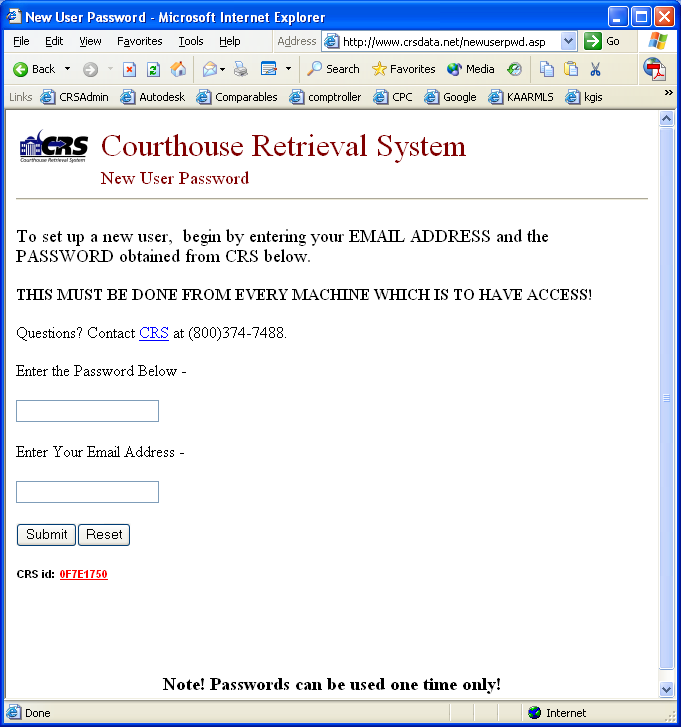 New User Password - Microsoft Internet Explorer
File Edit View Favorites Tools Help Address http://www.crsdata.net/newuserpwd.asp Go
Back Search Favorites Media
Links CRSAdmin Autodesk Comparables comptroller CPC Google KAARMLS kgis »
CRS Courthouse Retrieval System
Courthouse Retrieval System
New User Password
To set up a new user, begin by entering your EMAIL ADDRESS and the
PASSWORD obtained from CRS below.
THIS MUST BE DONE FROM EVERY MACHINE WHICH IS TO HAVE ACCESS!
Questions? Contact CRS at (800)374-7488.
Enter the Password Below -
Enter Your Email Address -
Submit Reset
CRS id: 0F7E1750
Note! Passwords can be used one time only!
Done Internet